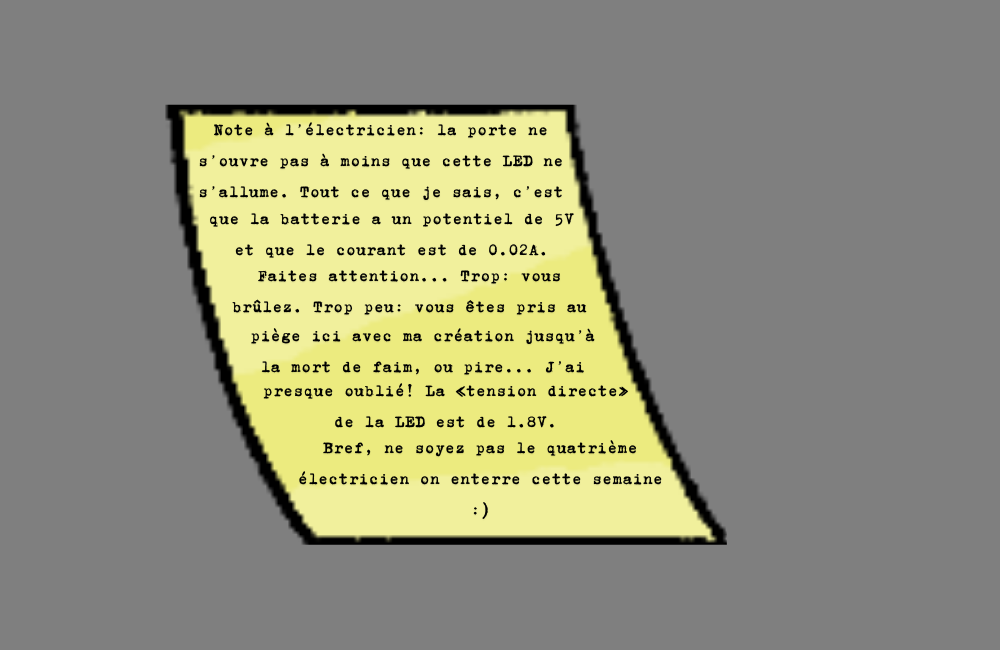 Note à l'électricien: la porte ne
s'ouvre pas à moins que cette LED ne
s'allume. Tout ce que je sais, c'est
que la batterie a un potentiel de 5V
et que le courant est de 0.02A.
Faites attention... Trop: vous
brûlez. Trop peu: vous êtes pris au
piège ici avec ma création jusqu'à
la mort de faim, ou pire... J'ai
presque oublié! La «tension directe»
de la LED est de 1.8V.
Bref, ne soyez pas le quatrième
électricien on enterre cette semaine
:)